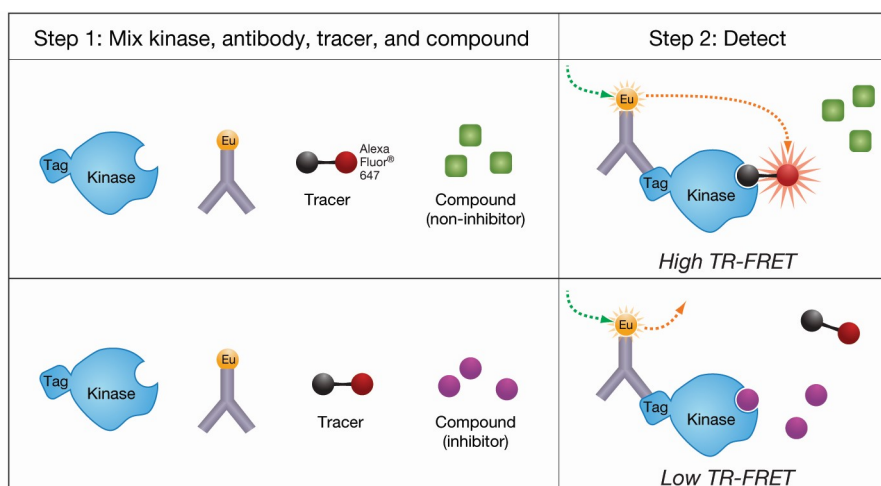 Step 1: Mix kinase, antibody, tracer, and compound
Step 2: Detect
Tag
Kinase
Eu
Alexa
Fluor®
647
Tracer
Compound
(non-inhibitor)
Eu
Tag
Kinase
High TR-FRET
Tag
Kinase
Eu
Tracer
Compound
(inhibitor)
Eu
Tag
Kinase
Low TR-FRET